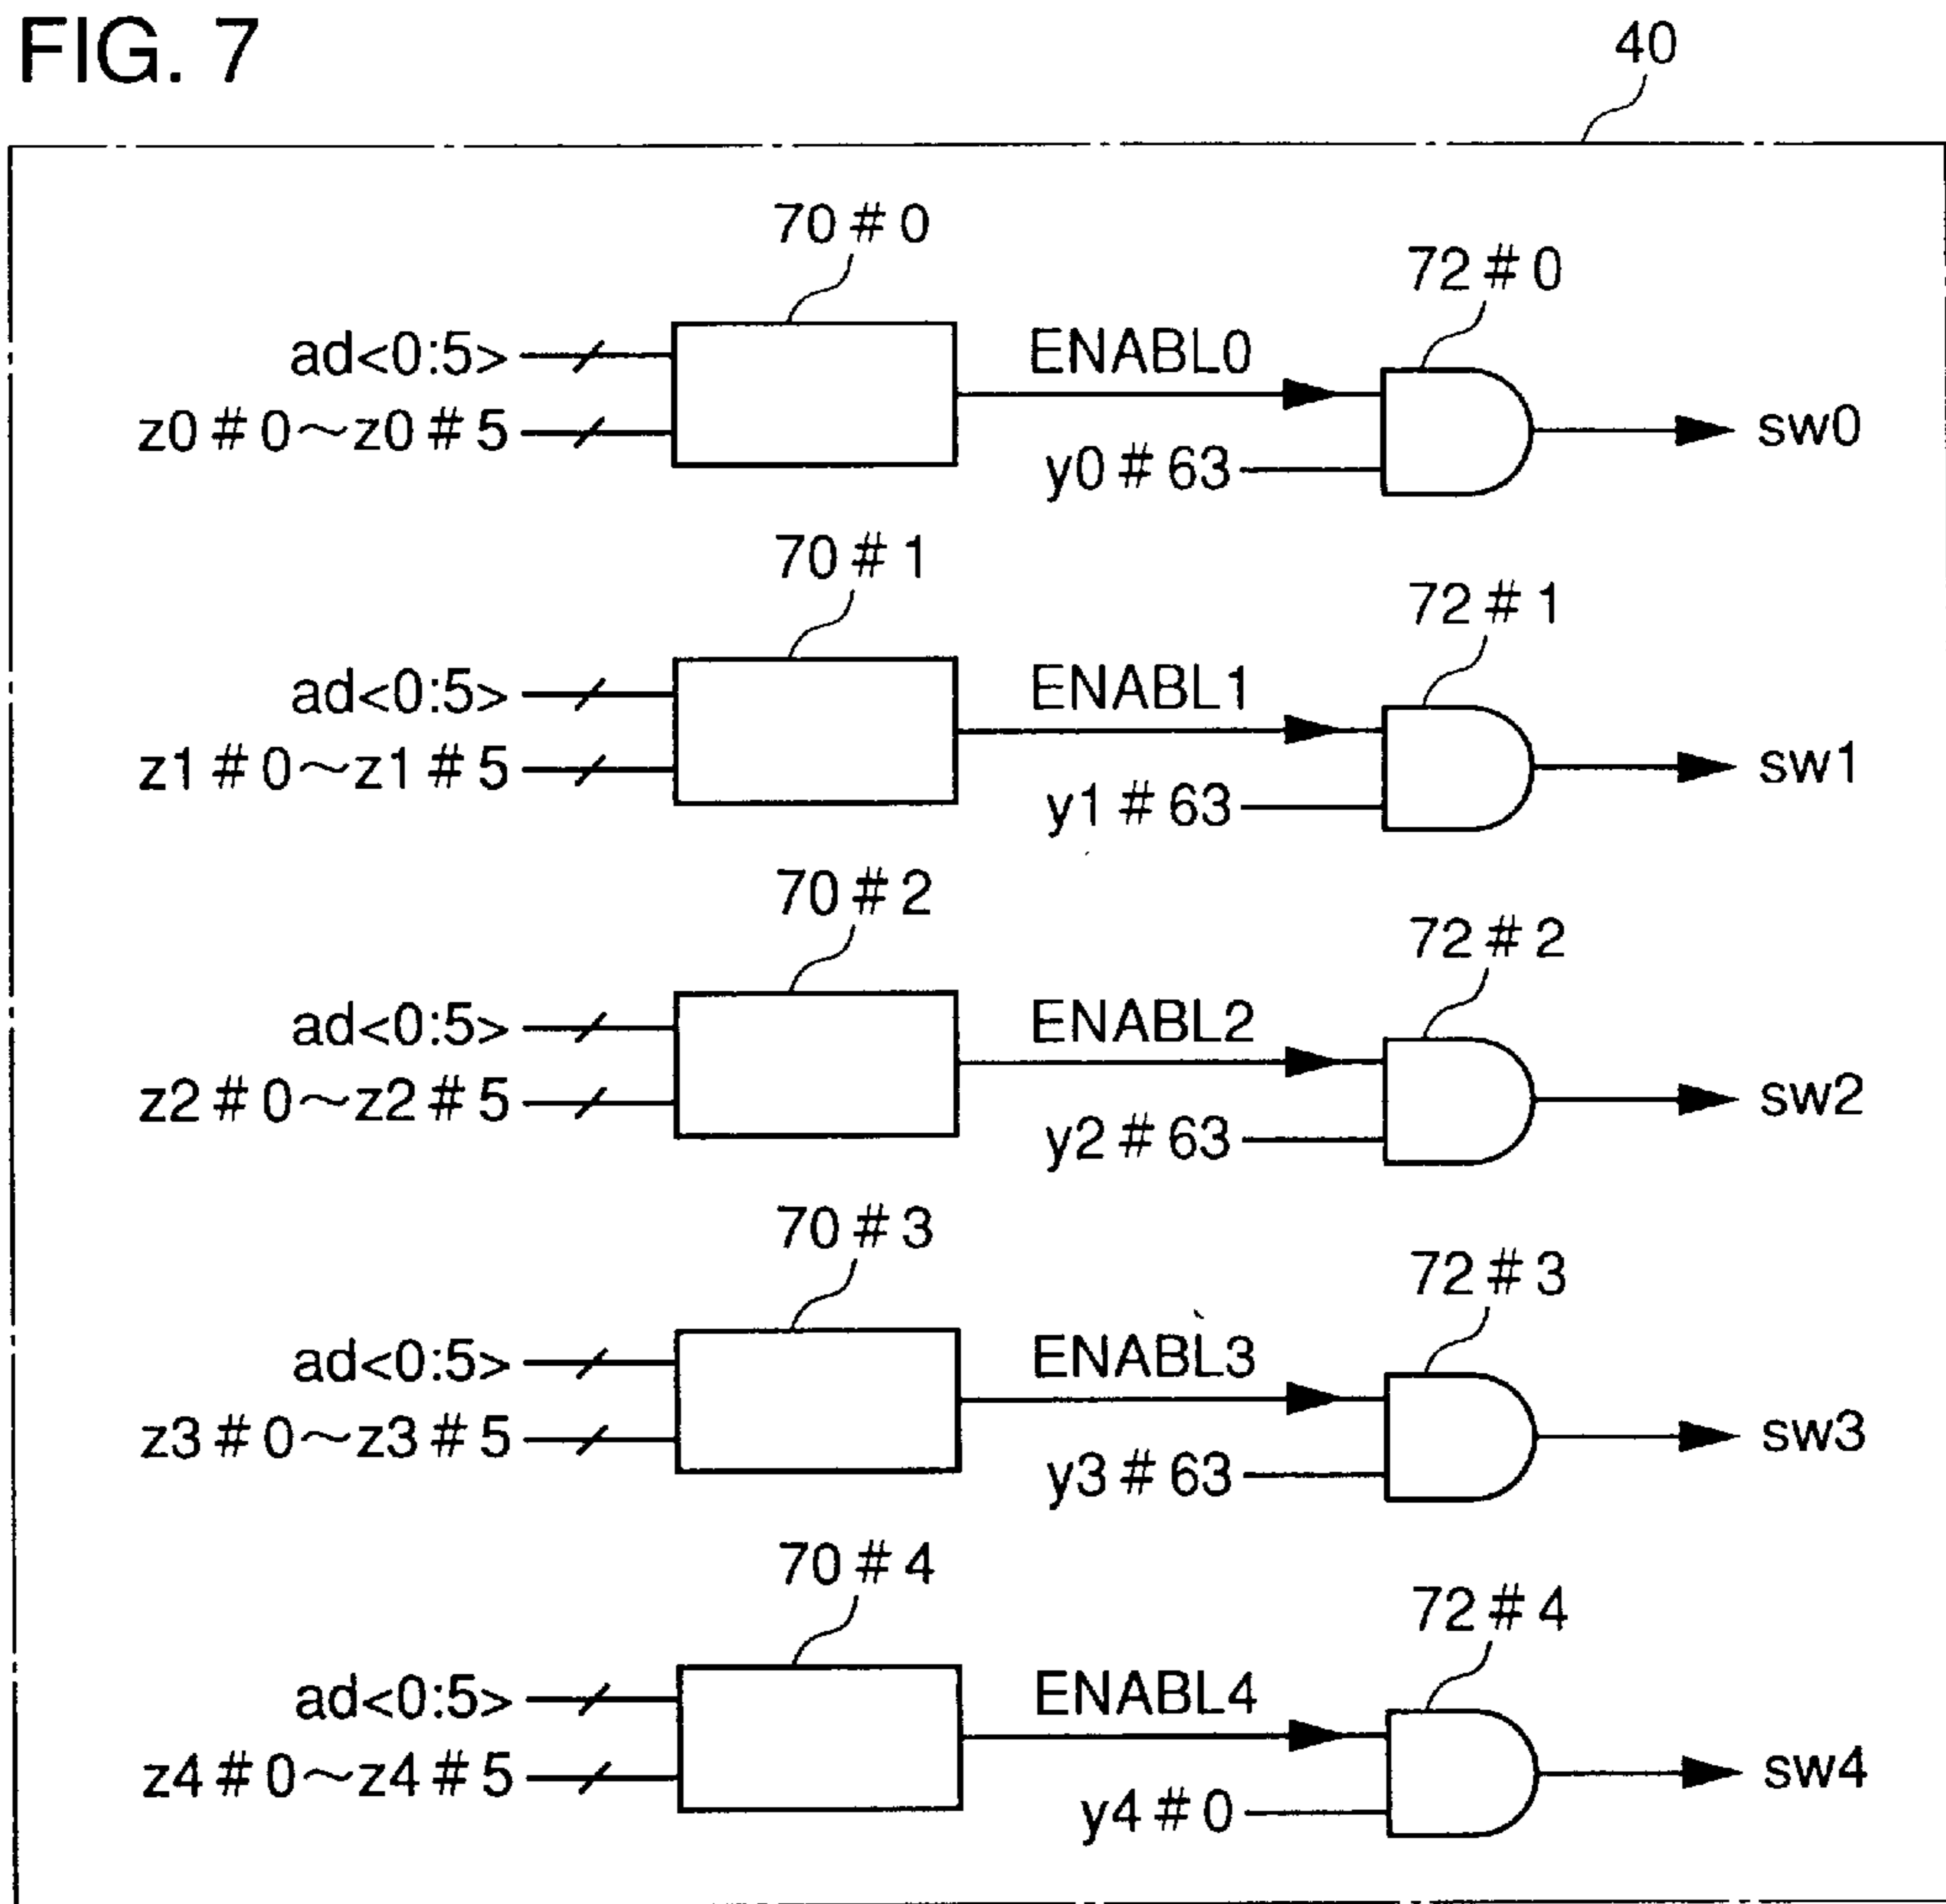 FIG. 7
40
70#0
72#0
ad<0:5>
ENABL0
z0#0~z0#5
y0#63
sw0
70#1
72#1
ad<0:5>
ENABL1
z1#0~z1#5
y1#63
sw1
70#2
72#2
ad<0:5>
ENABL2
z2#0~z2#5
y2#63
sw2
70#3
72#3
ad<0:5>
ENABL3
z3#0~z3#5
y3#63
sw3
70#4
72#4
ad<0:5>
ENABL4
z4#0~z4#5
y4#0
sw4